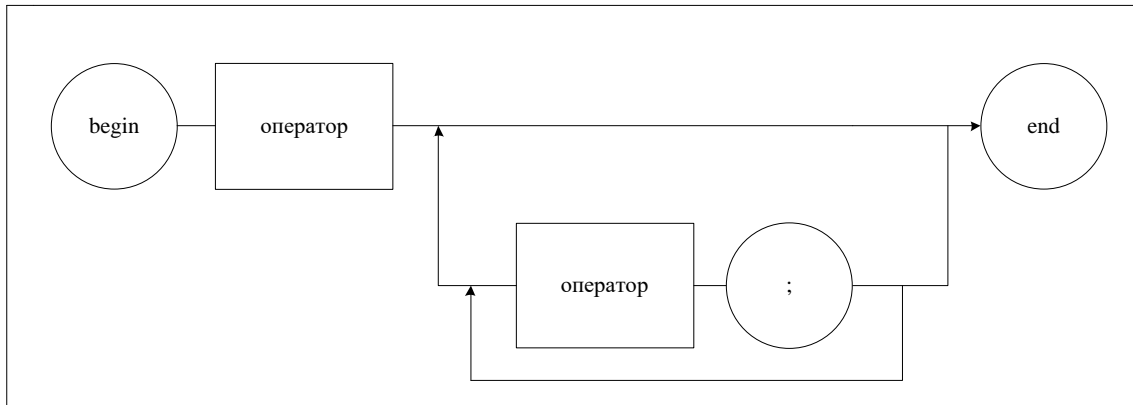 begin
оператор
end
оператор
;